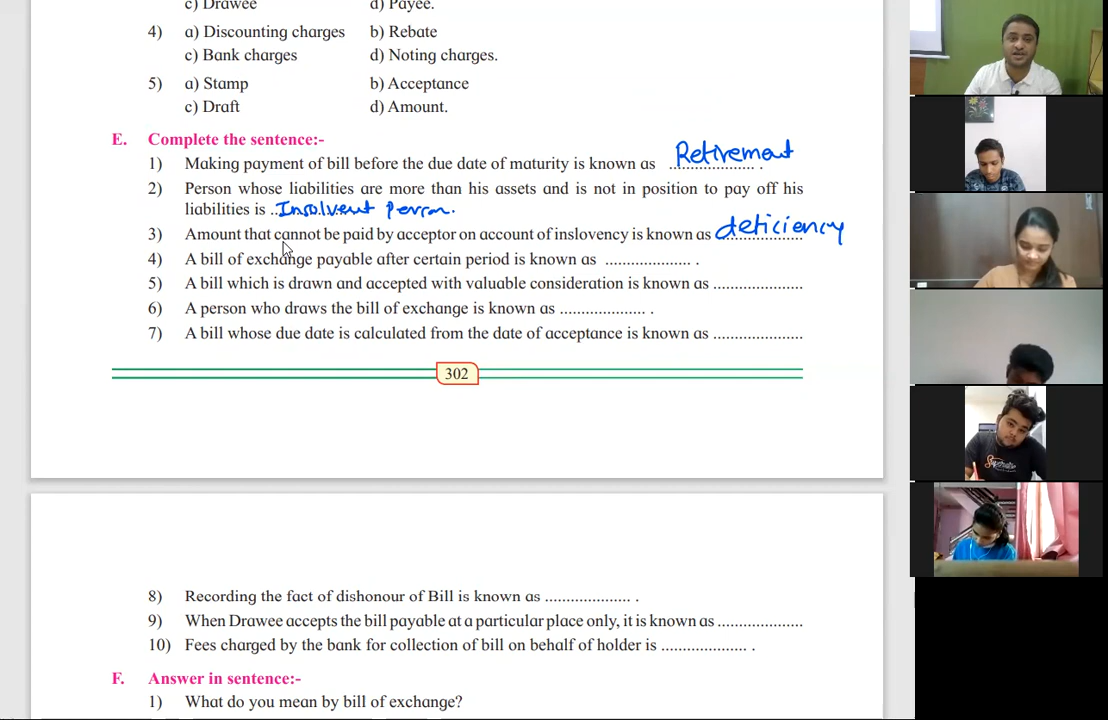 c) Drawee d) Payee.
4) a) Discounting charges b) Rebate
c) Bank charges d) Noting charges.
5) a) Stamp b) Acceptance
c) Draft d) Amount.
E. Complete the sentence:-
1) Making payment of bill before the due date of maturity is known as Retirement .................... .
2) Person whose liabilities are more than his assets and is not in position to pay off his
liabilities is ..Insolvent Person.
3) Amount that cannot be paid by acceptor on account of inslovency is known as deficiency
4) A bill of exchange payable after certain period is known as .................... .
5) A bill which is drawn and accepted with valuable consideration is known as .....................
6) A person who draws the bill of exchange is known as .................... .
7) A bill whose due date is calculated from the date of acceptance is known as .....................
302
8) Recording the fact of dishonour of Bill is known as .................... .
9) When Drawee accepts the bill payable at a particular place only, it is known as ....................
10) Fees charged by the bank for collection of bill on behalf of holder is .................... .
F. Answer in sentence:-
1) What do you mean by bill of exchange?